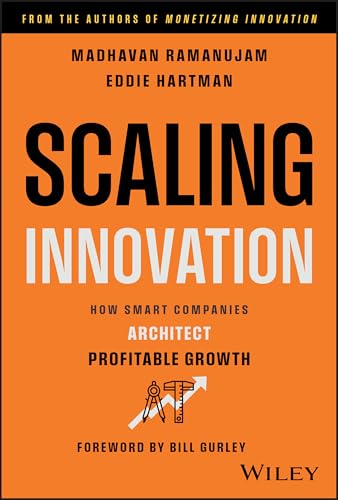 FROM THE AUTHORS OF MONETIZING INNOVATION
MADHAVAN RAMANUJAM
EDDIE HARTMAN
SCALING
INNOVATION
HOW SMART COMPANIES
ARCHITECT
PROFITABLE GROWTH
FOREWORD BY BILL GURLEY
WILEY